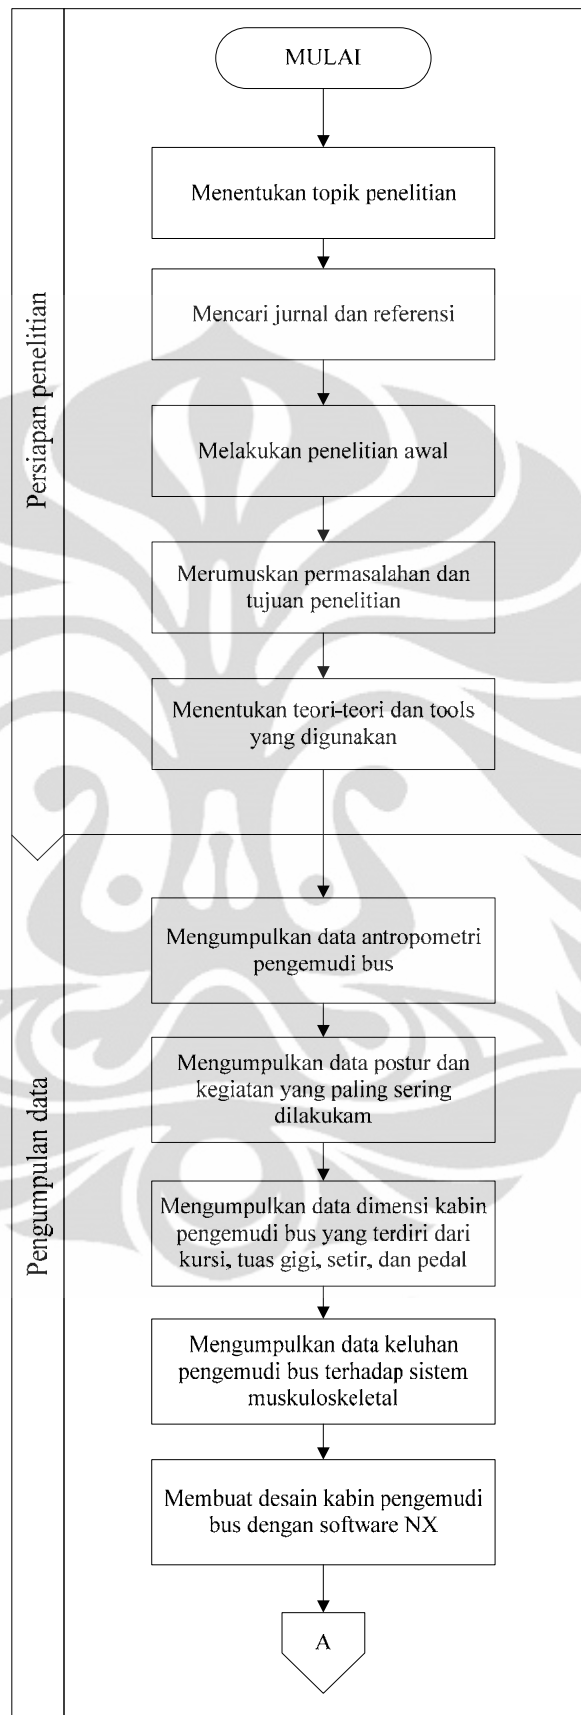 MULAI
Menentukan topik penelitian
Mencari jurnal dan referensi
Melakukan penelitian awal
Merumuskan permasalahan dan
tujuan penelitian
Menentukan teori-teori dan tools
yang digunakan
Persiapan penelitian
Mengumpulkan data antropometri
pengemudi bus
Mengumpulkan data postur dan
kegiatan yang paling sering
dilakukam
Mengumpulkan data dimensi kabin
pengemudi bus yang terdiri dari
kursi, tuas gigi, setir, dan pedal
Mengumpulkan data keluhan
pengemudi bus terhadap sistem
muskuloskeletal
Membuat desain kabin pengemudi
bus dengan software NX
A
Pengumpulan data